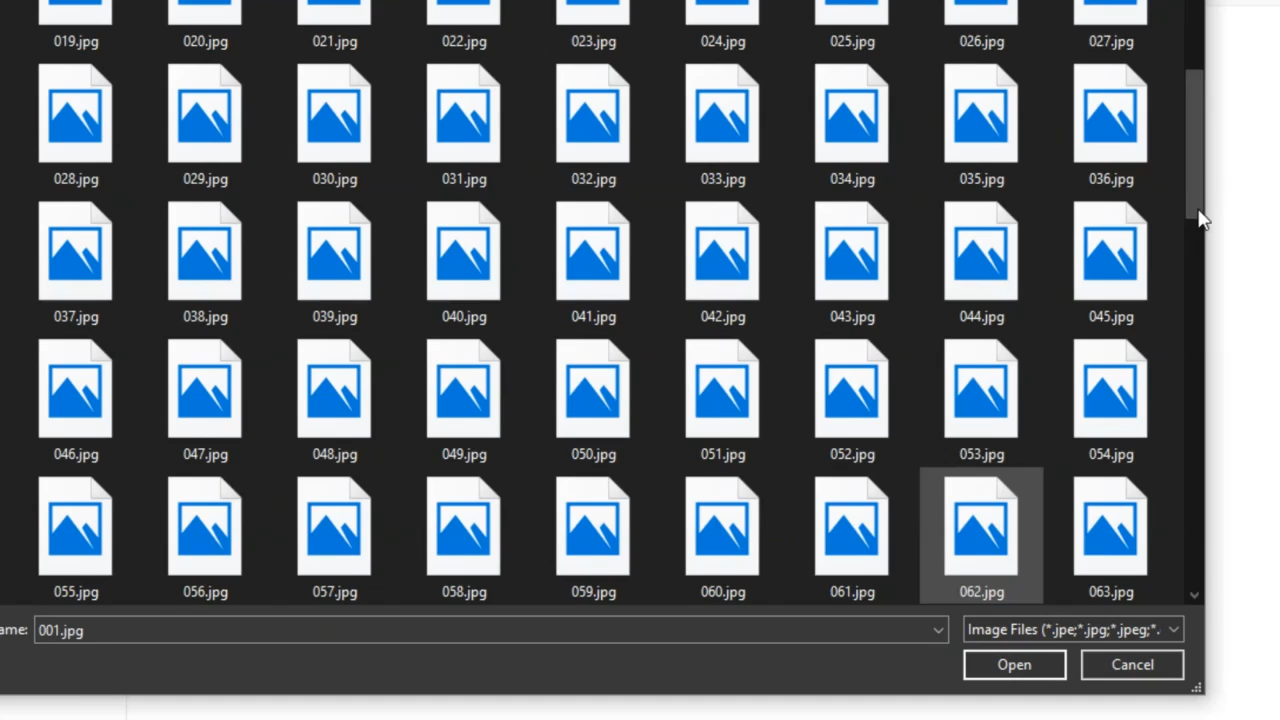 019.jpg 020.jpg 021.jpg 022.jpg 023.jpg 024.jpg 025.jpg 026.jpg 027.jpg
028.jpg 029.jpg 030.jpg 031.jpg 032.jpg 033.jpg 034.jpg 035.jpg 036.jpg
037.jpg 038.jpg 039.jpg 040.jpg 041.jpg 042.jpg 043.jpg 044.jpg 045.jpg
046.jpg 047.jpg 048.jpg 049.jpg 050.jpg 051.jpg 052.jpg 053.jpg 054.jpg
055.jpg 056.jpg 057.jpg 058.jpg 059.jpg 060.jpg 061.jpg 062.jpg 063.jpg
ame: 001.jpg Image Files (*.jpe;*.jpg;*.jpeg;*.
Open Cancel